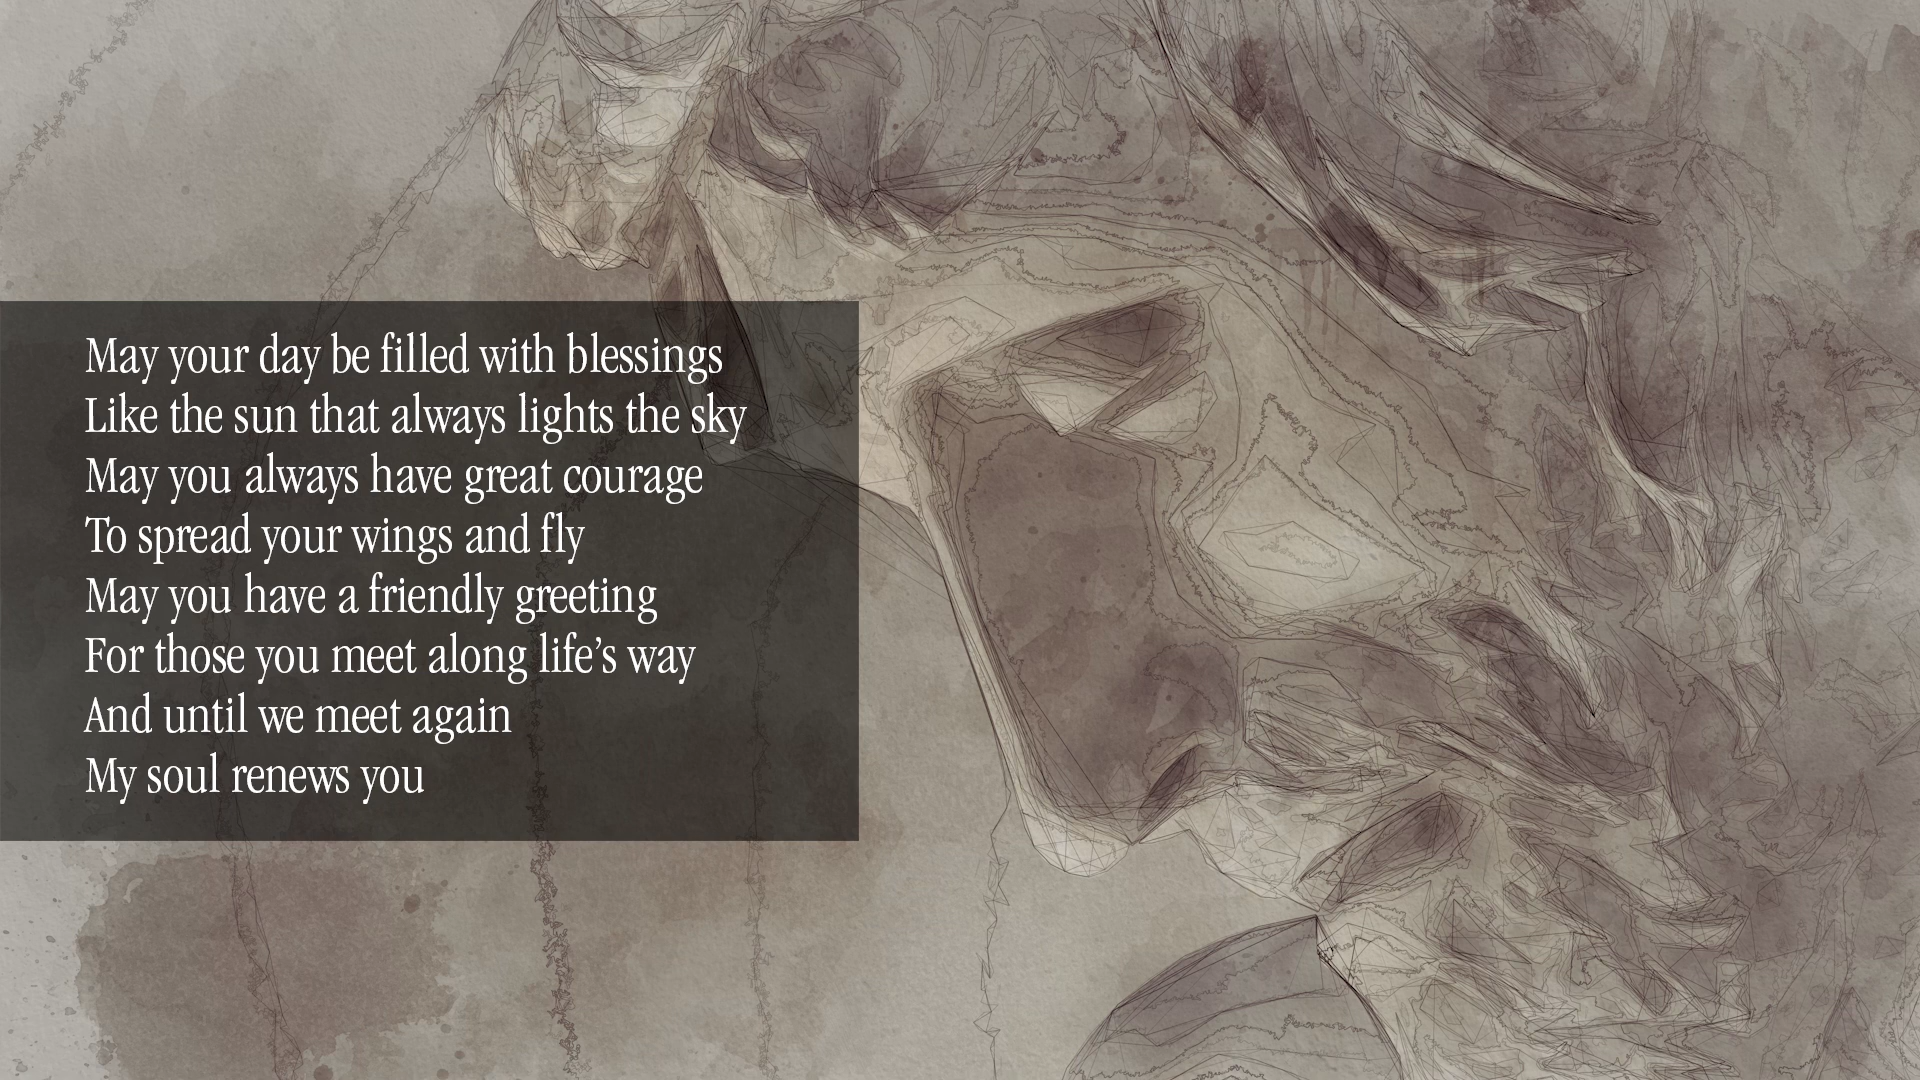 May your day be filled with blessings
Like the sun that always lights the sky
May you always have great courage
To spread your wings and fly
May you have a friendly greeting
For those you meet along life’s way
And until we meet again
My soul renews you